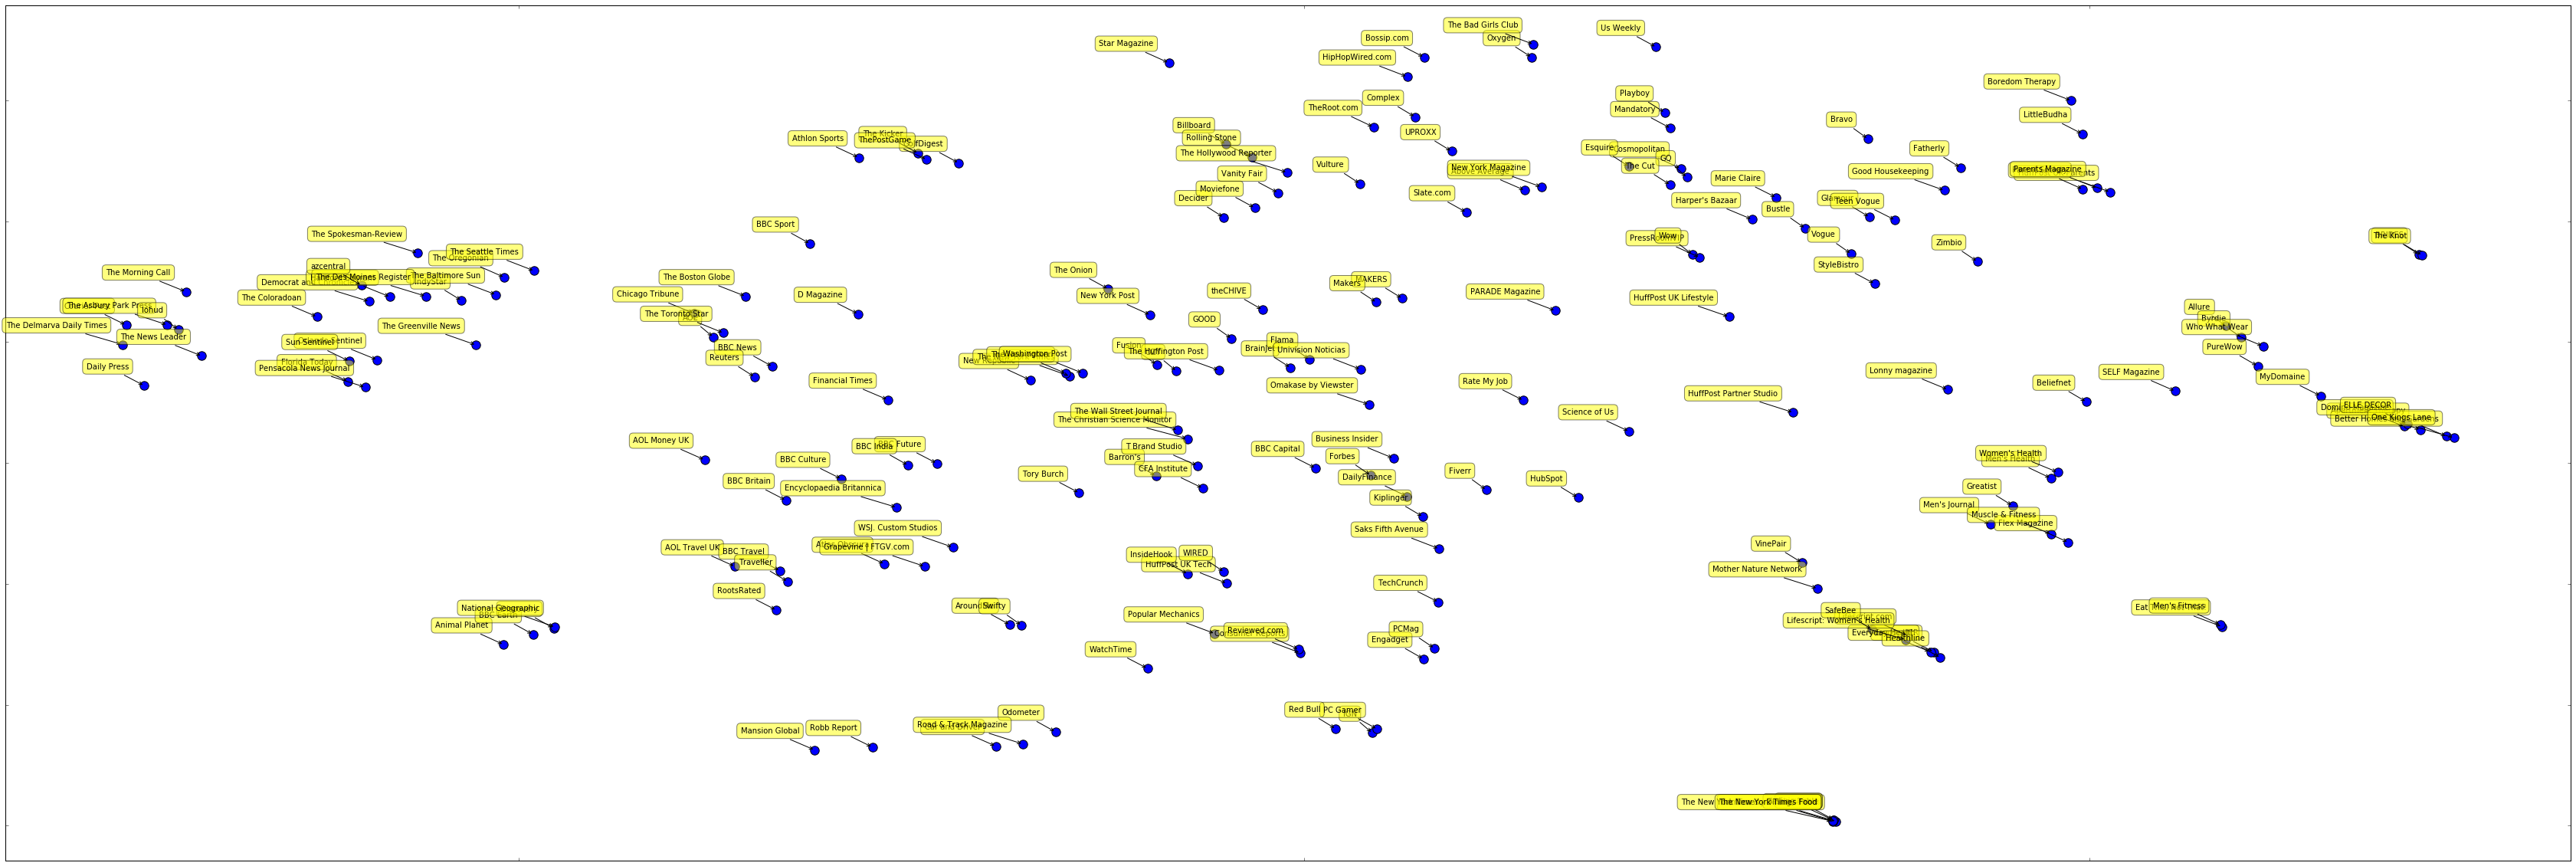 The Bad Girls Club
Us Weekly
Star Magazine
Bossip.com
Oxygen
HipHopWired.com
Boredom Therapy
Playboy
Complex
TheRoot.com
Mandatory
LittleBudha
Billboard
Bravo
The Kicker
Athlon Sports
ThePostGame
Rolling Stone
UPROXX
Esquire
Cosmopolitan
Fatherly
The Hollywood Reporter
GQ
Vulture
The Cut
New York Magazine
Above Average
Good Housekeeping
Parents Magazine
Vanity Fair
Marie Claire
Moviefone
Slate.com
Decider
Harper's Bazaar
Teen Vogue
Bustle
BBC Sport
The Spokesman-Review
Vogue
Wow
Zimbio
The Knot
The Seattle Times
The Oregonian
StyleBistro
azcentral
The Morning Call
The Onion
The Boston Globe
The Des Moines Register
The Baltimore Sun
MAKERS
Makers
IndyStar
theCHIVE
PARADE Magazine
Chicago Tribune
D Magazine
New York Post
The Coloradoan
HuffPost UK Lifestyle
The Asbury Park Press
lohud
Allure
The Toronto Star
GOOD
Byrdie
The Delmarva Daily Times
The Greenville News
Who What Wear
The News Leader
Sun Sentinel
Flama
BBC News
PureWow
The Huffington Post
Univision Noticias
Washington Post
Reuters
Florida Today
Pensacola News Journal
Daily Press
Lonny magazine
SELF Magazine
MyDomaine
Financial Times
Rate My Job
Beliefnet
Omakase by Viewster
HuffPost Partner Studio
ELLE DECOR
The Wall Street Journal
Science of Us
One Kings Lane
The Christian Science Monitor
AOL Money UK
Business Insider
BBC India
BBC Future
T Brand Studio
BBC Capital
Women's Health
Men's Health
BBC Culture
Barron's
Forbes
CFA Institute
Fiverr
Tory Burch
DailyFinance
HubSpot
BBC Britain
Encyclopaedia Britannica
Greatist
Kiplinger
Men's Journal
Muscle & Fitness
Flex Magazine
WSJ. Custom Studios
Saks Fifth Avenue
AOL Travel UK
BBC Travel
Grapevine | FTGV.com
VinePair
InsideHook
WIRED
Traveller
HuffPost UK Tech
Mother Nature Network
TechCrunch
RootsRated
National Geographic
BBC Earth
Swifty
Men's Fitness
SafeBee
Popular Mechanics
Lifescript: Women's Health
Animal Planet
Reviewed.com
Consumer Reports
PCMag
Healthline
Engadget
WatchTime
Red Bull
PC Gamer
IGN
Odometer
Road & Track Magazine
Car and Driver
Robb Report
Mansion Global
The New York Times Food